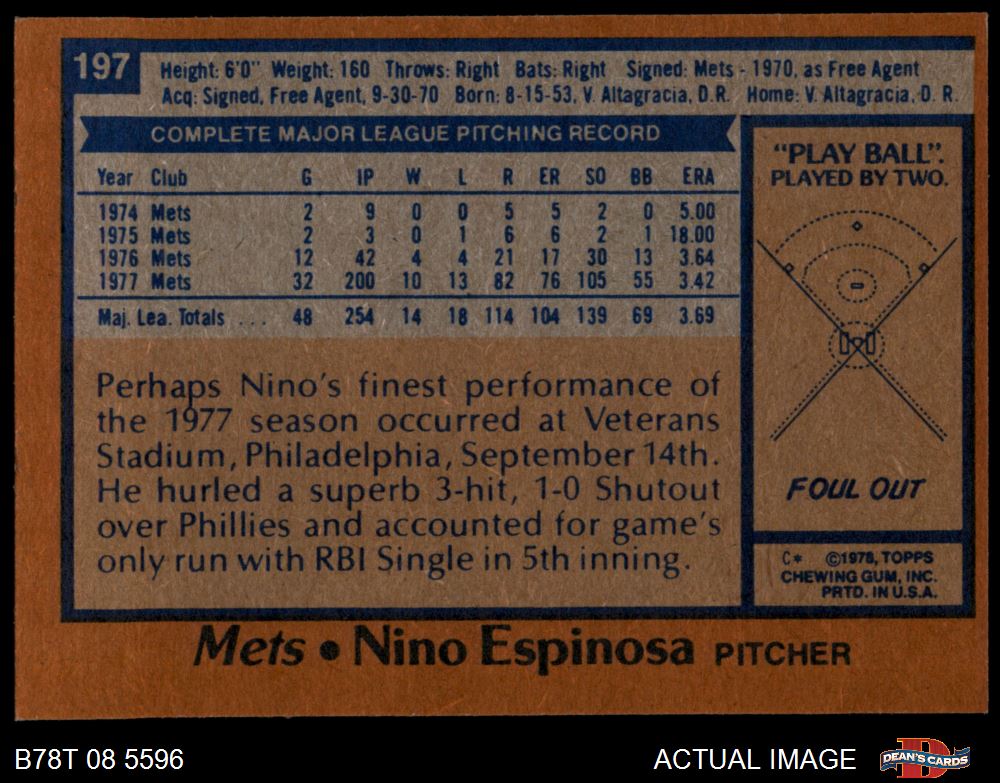 197
Height: 6'0" Weight: 160 Throws: Right Bats: Right Signed: Mets - 1970, as Free Agent
Acq: Signed, Free Agent, 9-30-70 Born: 8-15-53, V. Altagracia, D.R. Home: V. Altagracia, D. R.
COMPLETE MAJOR LEAGUE PITCHING RECORD
Year Club G IP W L R ER SO BB ERA
1974 Mets 2 9 0 0 5 5 2 0 5.00
1975 Mets 2 3 0 1 6 6 2 1 18.00
1976 Mets 12 42 4 4 21 17 30 13 3.64
1977 Mets 32 200 10 13 82 76 105 55 3.42
Maj. Lea. Totals ... 48 254 14 18 114 104 139 69 3.69
Perhaps Nino's finest performance of
the 1977 season occurred at Veterans
Stadium, Philadelphia, September 14th.
He hurled a superb 3-hit, 1-0 Shutout
over Phillies and accounted for game's
only run with RBI Single in 5th inning.
"PLAY BALL".
PLAYED BY TWO.
FOUL OUT
C* ©1978, TOPPS
CHEWING GUM, INC.
PRTD. IN U.S.A.
Mets • Nino Espinosa PITCHER
B78T 08 5596
ACTUAL IMAGE
D
DEAN'S CARDS